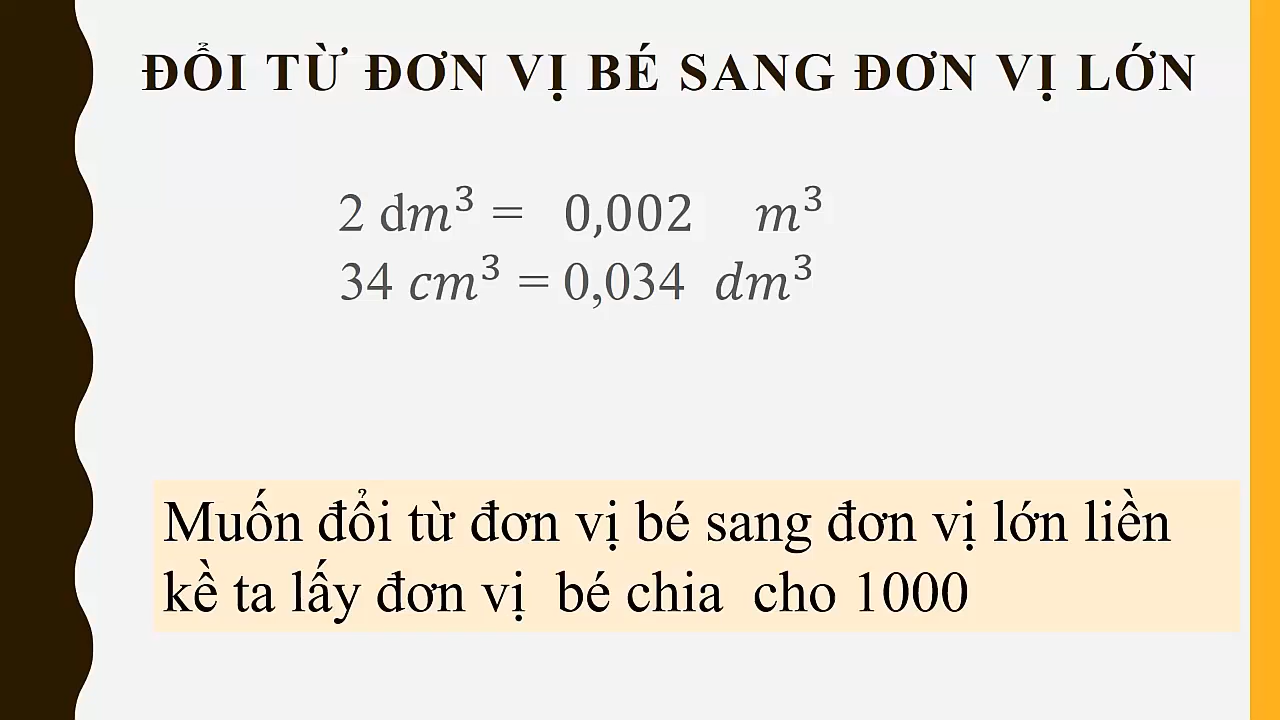 ĐỔI TỪ ĐƠN VỊ BÉ SANG ĐƠN VỊ LỚN
2 dm³ = 0,002 m³
34 cm³ = 0,034 dm³
Muốn đổi từ đơn vị bé sang đơn vị lớn liền
kề ta lấy đơn vị bé chia cho 1000